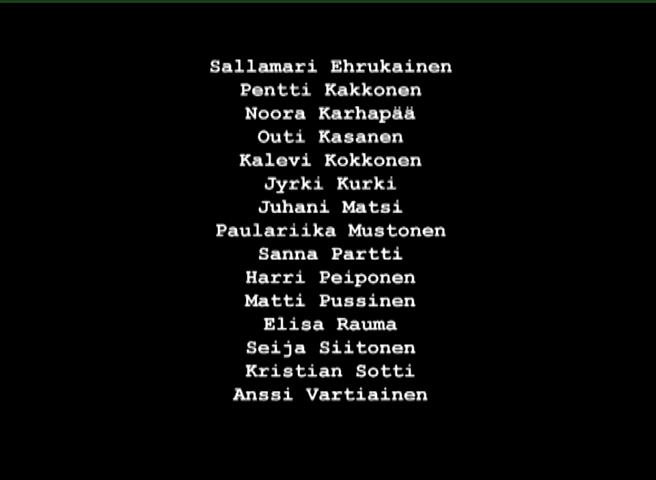 Sallamari Ehrukainen
Pentti Kakkonen
Noora Karhapää
Outi Kasanen
Kalevi Kokkonen
Jyrki Kurki
Juhani Matsi
Paulariika Mustonen
Sanna Partti
Harri Peiponen
Matti Pussinen
Elisa Rauma
Seija Siitonen
Kristian Sotti
Anssi Vartiainen